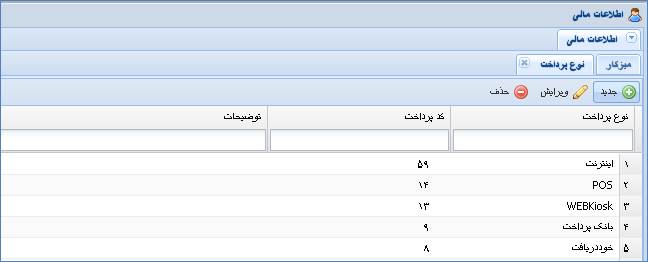 اطلاعات مالی
اطلاعات مالی
میزکار نوع پرداخت
جدید ویرایش حذف
نوع پرداخت کد پرداخت توضیحات
۱ اینترنت ۵۹
۲ POS ۱۴
۳ WEBKiosk ۱۳
۴ بانک پرداخت ۹
۵ خوددریافت ۸